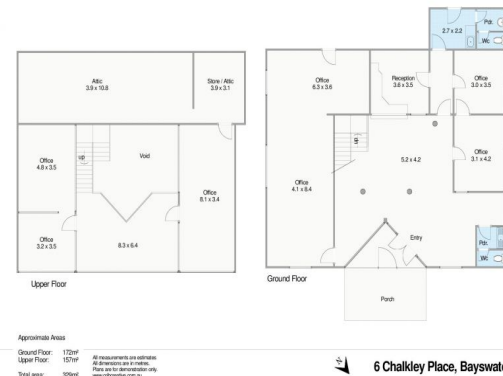 Attic
3.9 x 10.8
Store / Attic
3.9 x 3.1
Office
4.8 x 3.5
UP
Void
Office
8.1 x 3.4
Office
3.2 x 3.5
8.3 x 6.4
Upper Floor
2.7 x 2.2
Pdr.
Wc
Office
6.3 x 3.6
Reception
3.6 x 3.5
Office
3.0 x 3.5
UP
5.2 x 4.2
Office
3.1 x 4.2
Office
4.1 x 8.4
Entry
Pdr.
Wc
Ground Floor
Porch
Approximate Areas
Ground Floor: 172m²
Upper Floor: 157m²
Total area: 329m²
All measurements are estimates
All dimensions are in metres.
Plans are for demonstration only.
6 Chalkley Place, Bayswate